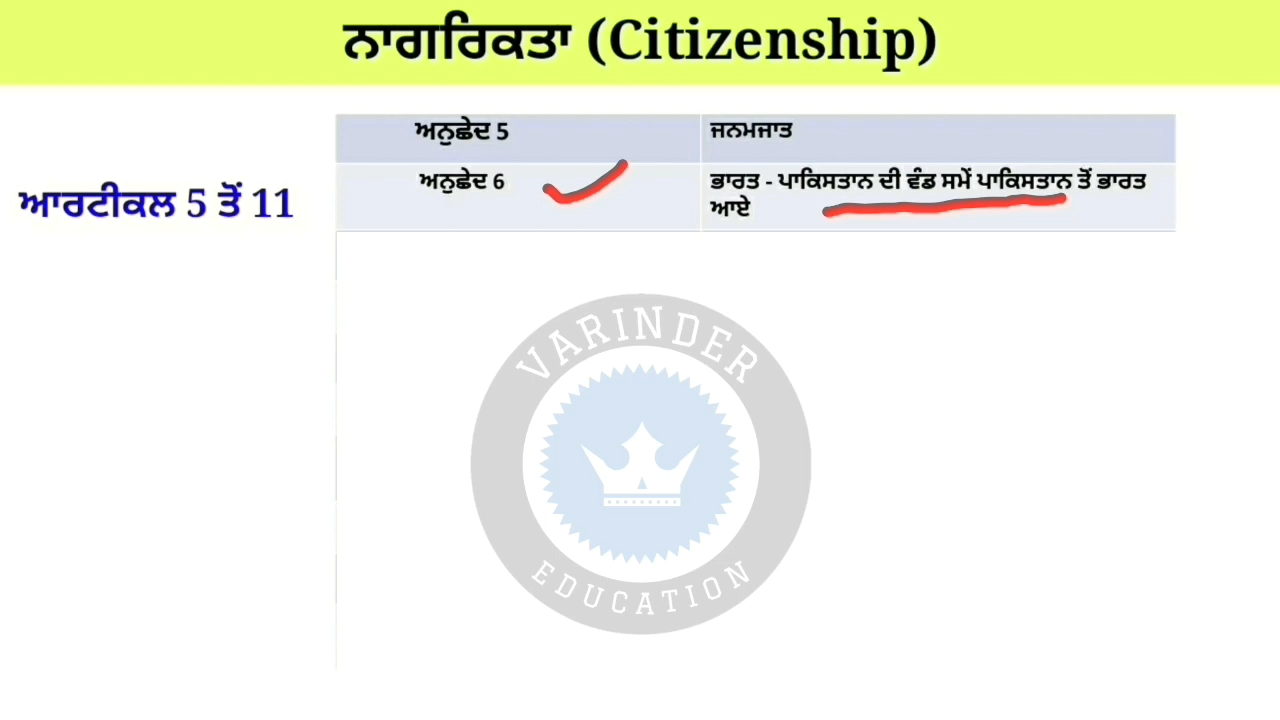 ਨਾਗਰਿਕਤਾ (Citizenship)
ਆਰਟੀਕਲ 5 ਤੋਂ 11
ਅਨੁਛੇਦ 5
ਜਨਮਜਾਤ
ਅਨੁਛੇਦ 6
ਭਾਰਤ - ਪਾਕਿਸਤਾਨ ਦੀ ਵੰਡ ਸਮੇਂ ਪਾਕਿਸਤਾਨ ਤੋਂ ਭਾਰਤ
ਆਏ
VARINDER
EDUCATION